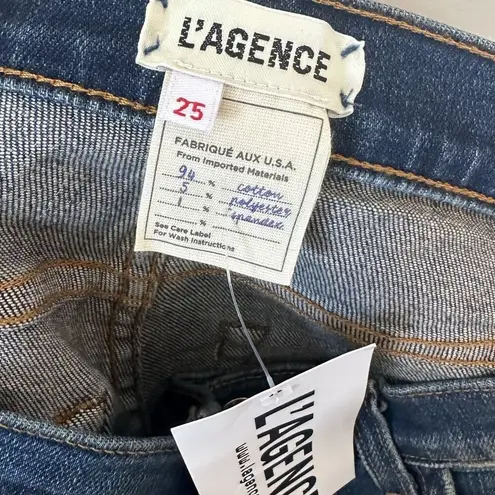 L'AGENCE
25
FABRIQUÉ AUX U.S.A.
From Imported Materials
94 % cotton
5 % polyester
1 % spandex
See Care Label
For Wash Instructions
L'AGENCE